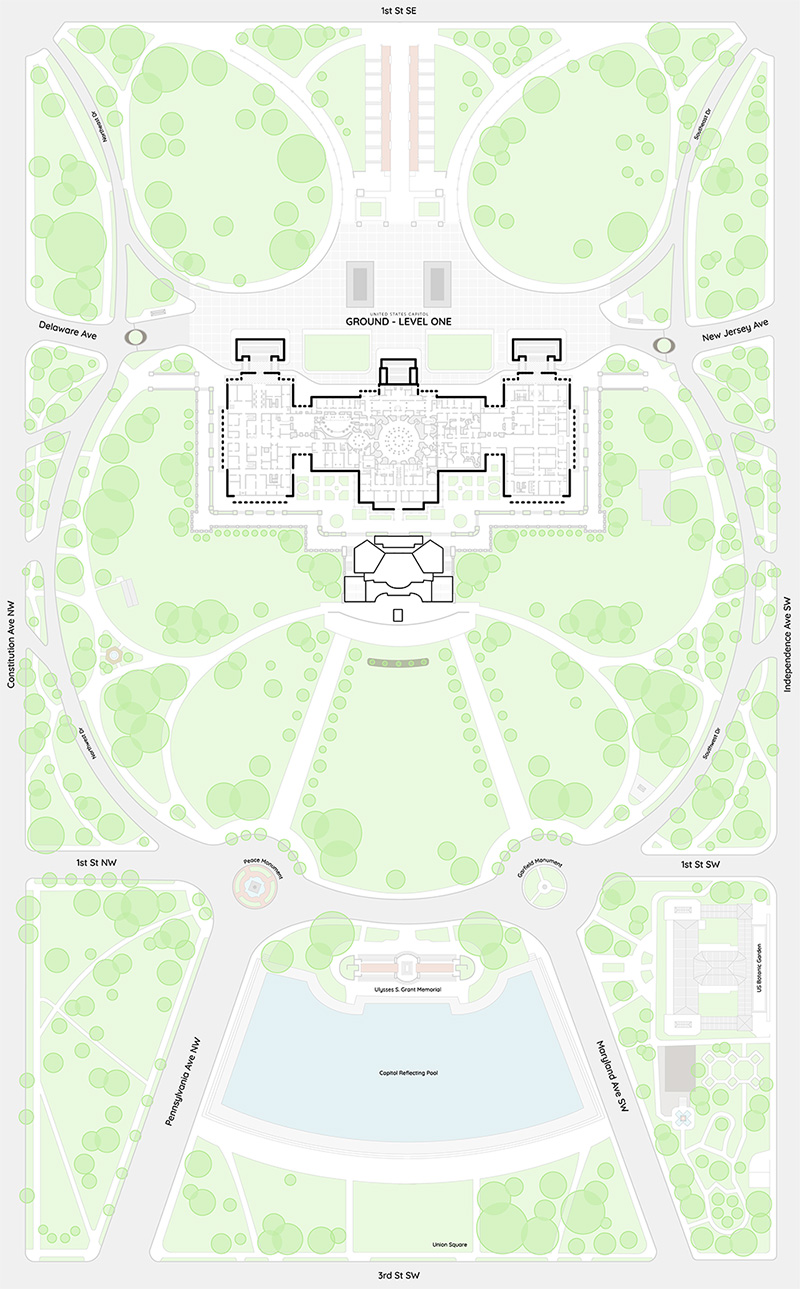 1st St SE
Northeast Dr
Southeast Dr
UNITED STATES CAPITOL
GROUND - LEVEL ONE
Delaware Ave
New Jersey Ave
Constitution Ave NW
Independence Ave SW
Northwest Dr
Southwest Dr
1st St NW
Peace Monument
Garfield Monument
1st St SW
US Botanic Garden
Ulysses S. Grant Memorial
Pennsylvania Ave NW
Capitol Reflecting Pool
Maryland Ave SW
Union Square
3rd St SW